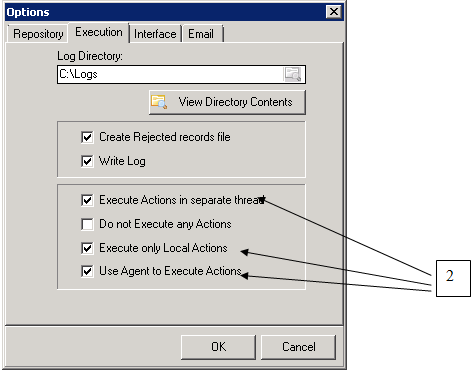 Options
Repository Execution Interface Email
Log Directory:
C:\Logs
View Directory Contents
Create Rejected records file
Write Log
Execute Actions in separate thread
Do not Execute any Actions
Execute only Local Actions
Use Agent to Execute Actions
2
OK Cancel